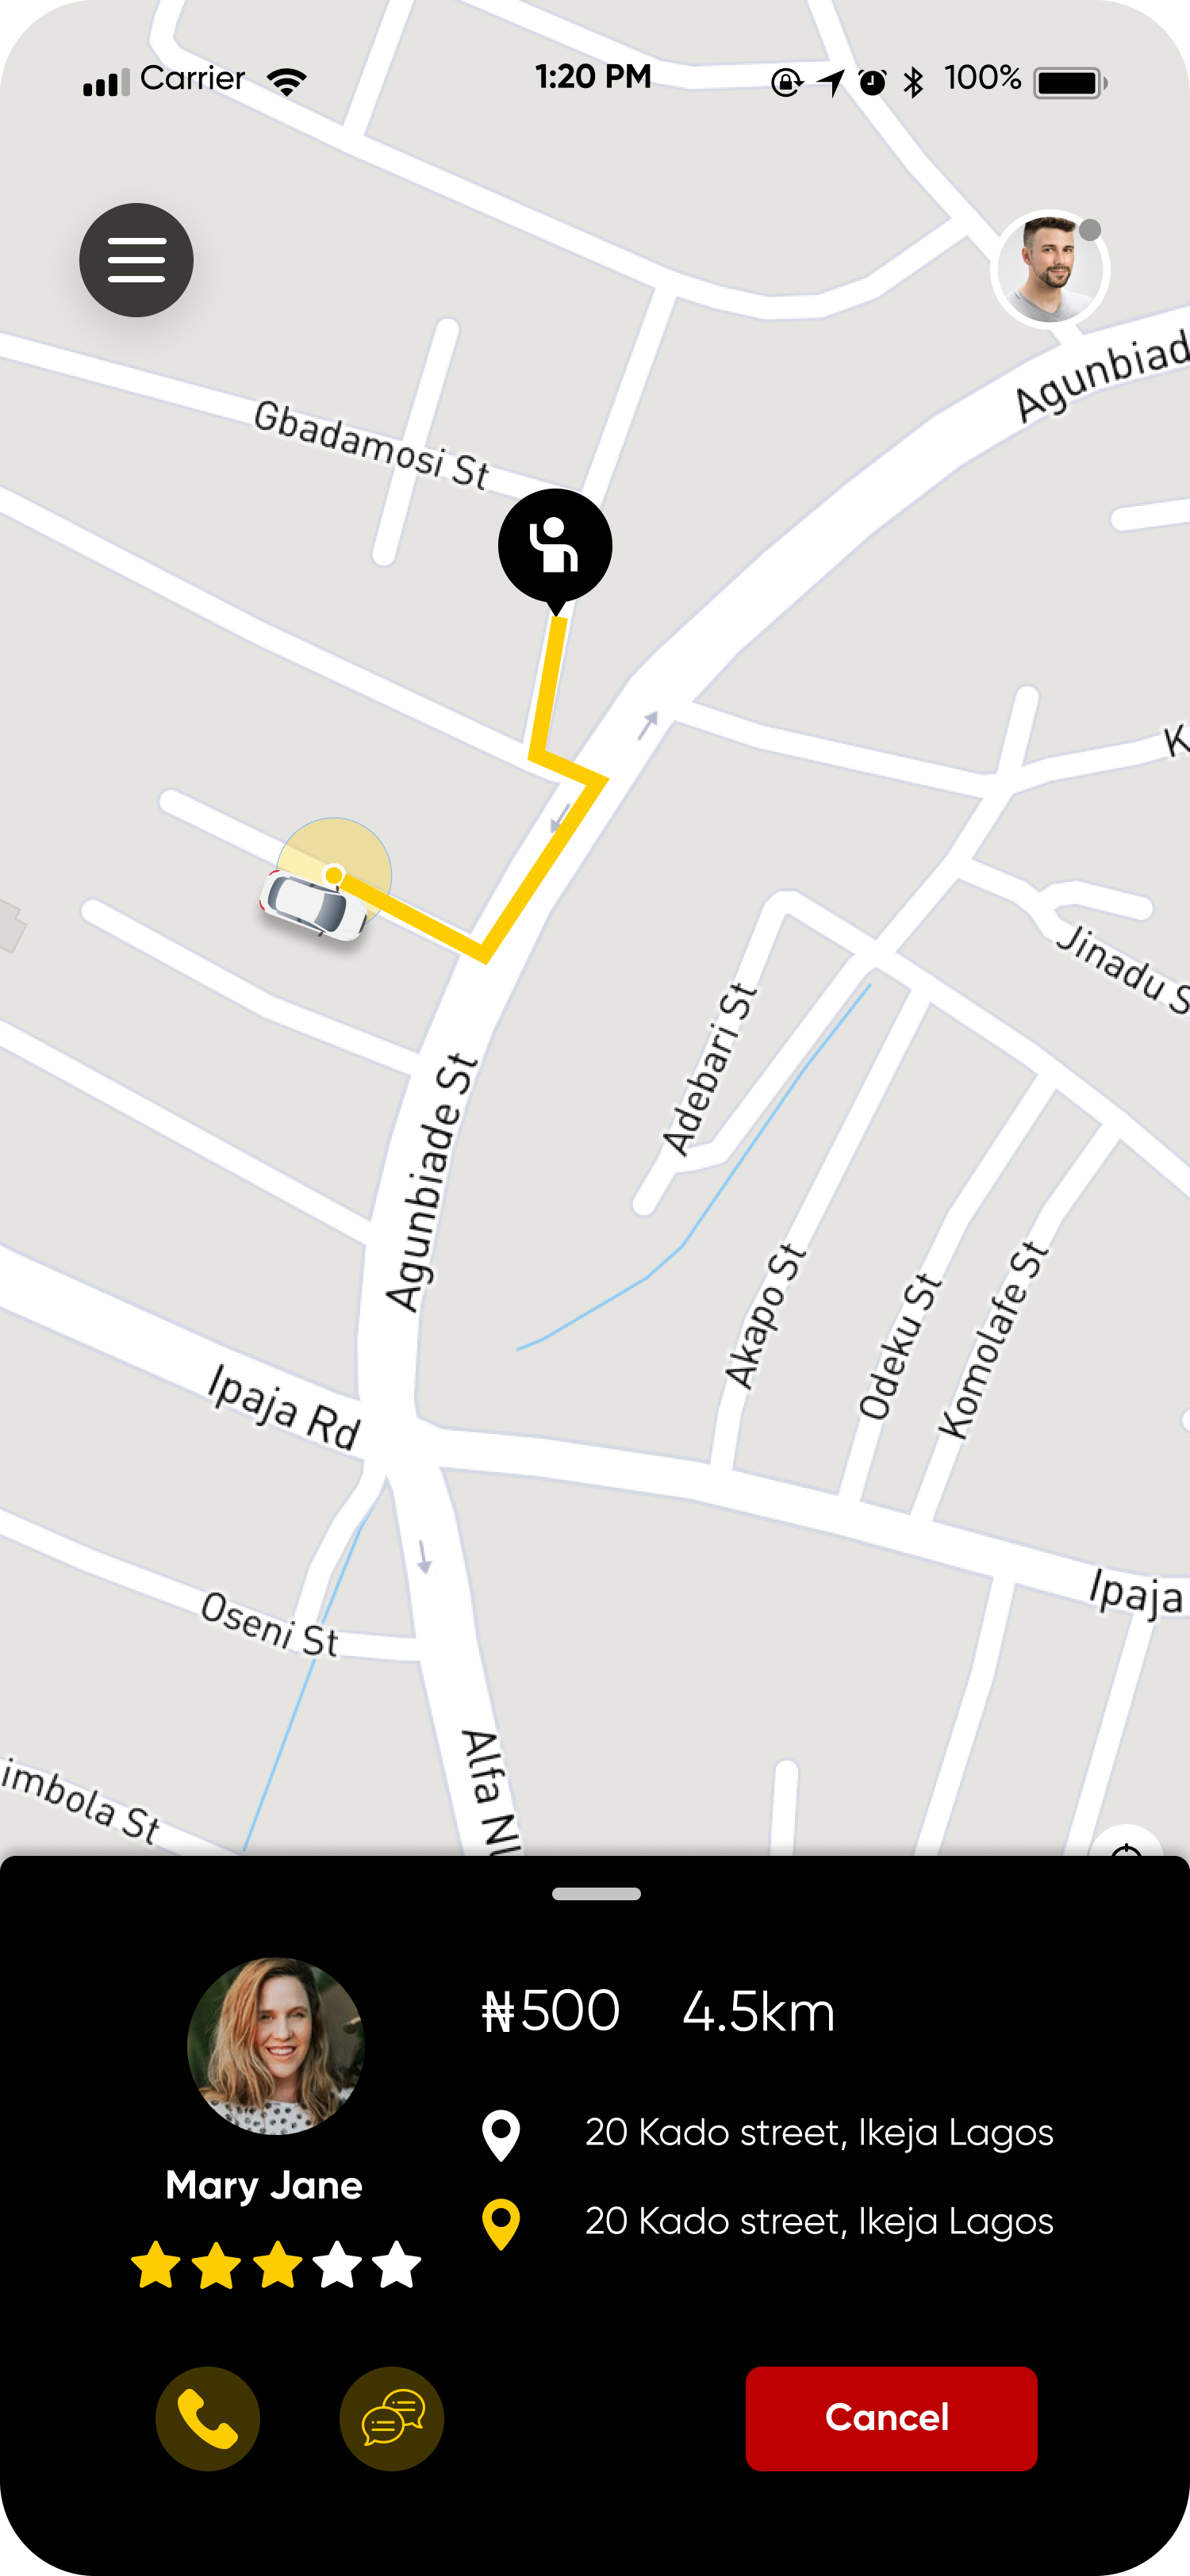 Carrier 1:20 PM 100%
Agunbiad
Gbadamosi St
K
Jinadu S
Adebari St
Agunbiade St
Akapo St
Odeku St
Komolafe St
Ipaja Rd
Ipaja
Oseni St
Alfa N
imbola St
₦500 4.5km
20 Kado street, Ikeja Lagos
Mary Jane
20 Kado street, Ikeja Lagos
Cancel